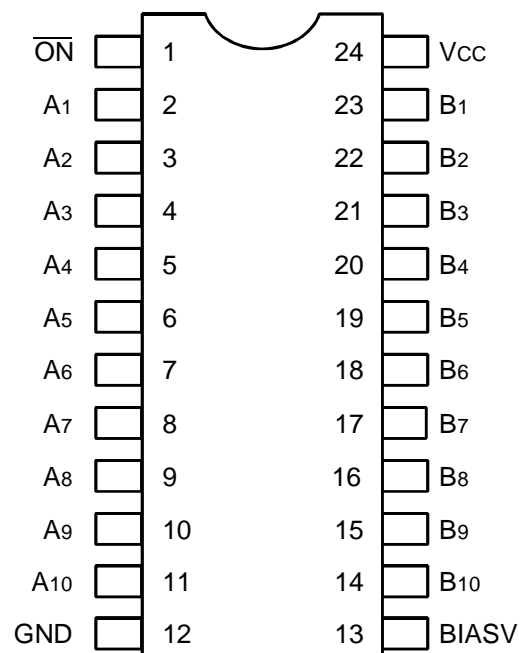 O̅N̅ 1 24 VCC
A1 2 23 B1
A2 3 22 B2
A3 4 21 B3
A4 5 20 B4
A5 6 19 B5
A6 7 18 B6
A7 8 17 B7
A8 9 16 B8
A9 10 15 B9
A10 11 14 B10
GND 12 13 BIASV